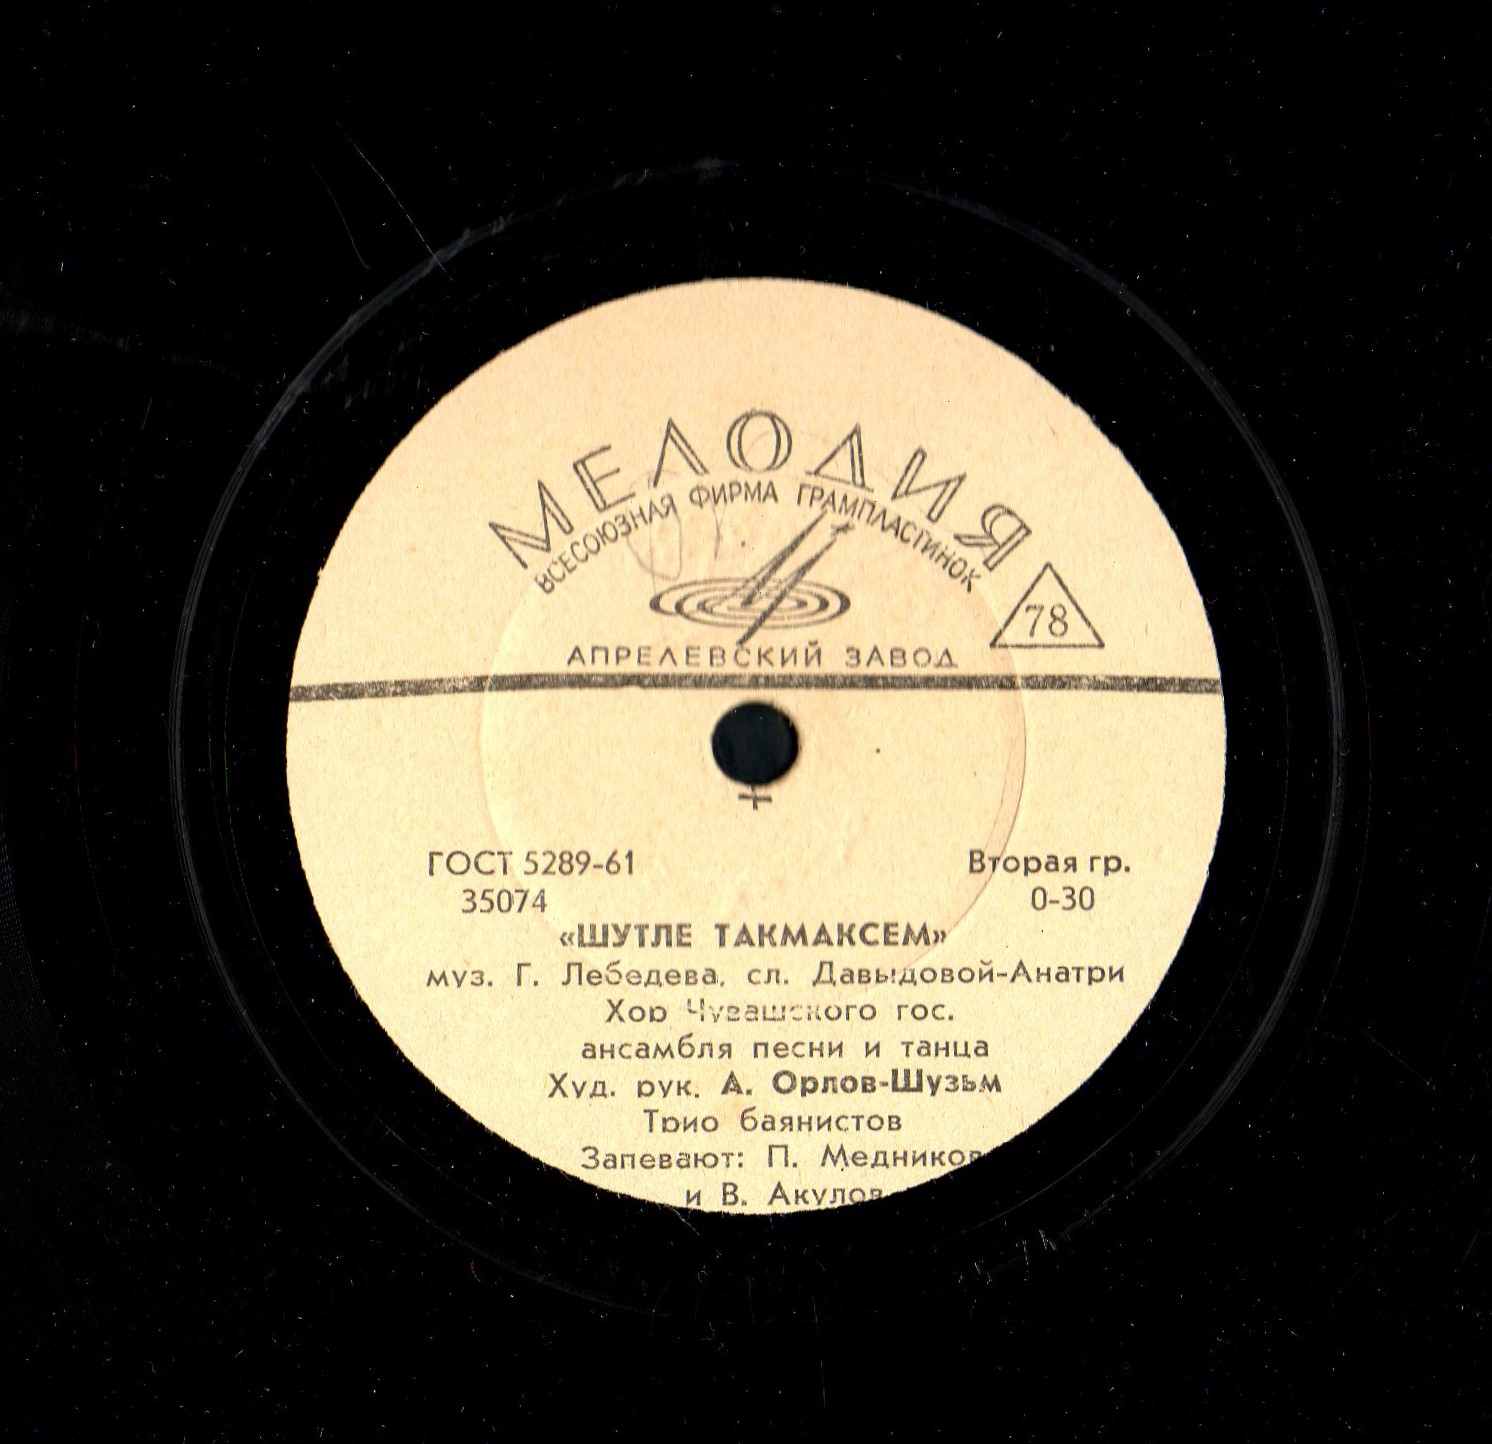 МЕЛОДИЯ
ВСЕСОЮЗНАЯ ФИРМА ГРАМПЛАСТИНОК
78
АПРЕЛЕВСКИЙ ЗАВОД
ГОСТ 5289-61
Вторая гр.
35074
0-30
«ШУТЛЕ ТАКМАКСЕМ»
муз. Г. Лебедева, сл. Давыдовой-Анатри
Хор Чувашского гос.
ансамбля песни и танца
Худ. рук. А. Орлов-Шузьм
Трио баянистов
Запевают: П. Медников
и В. Акулов